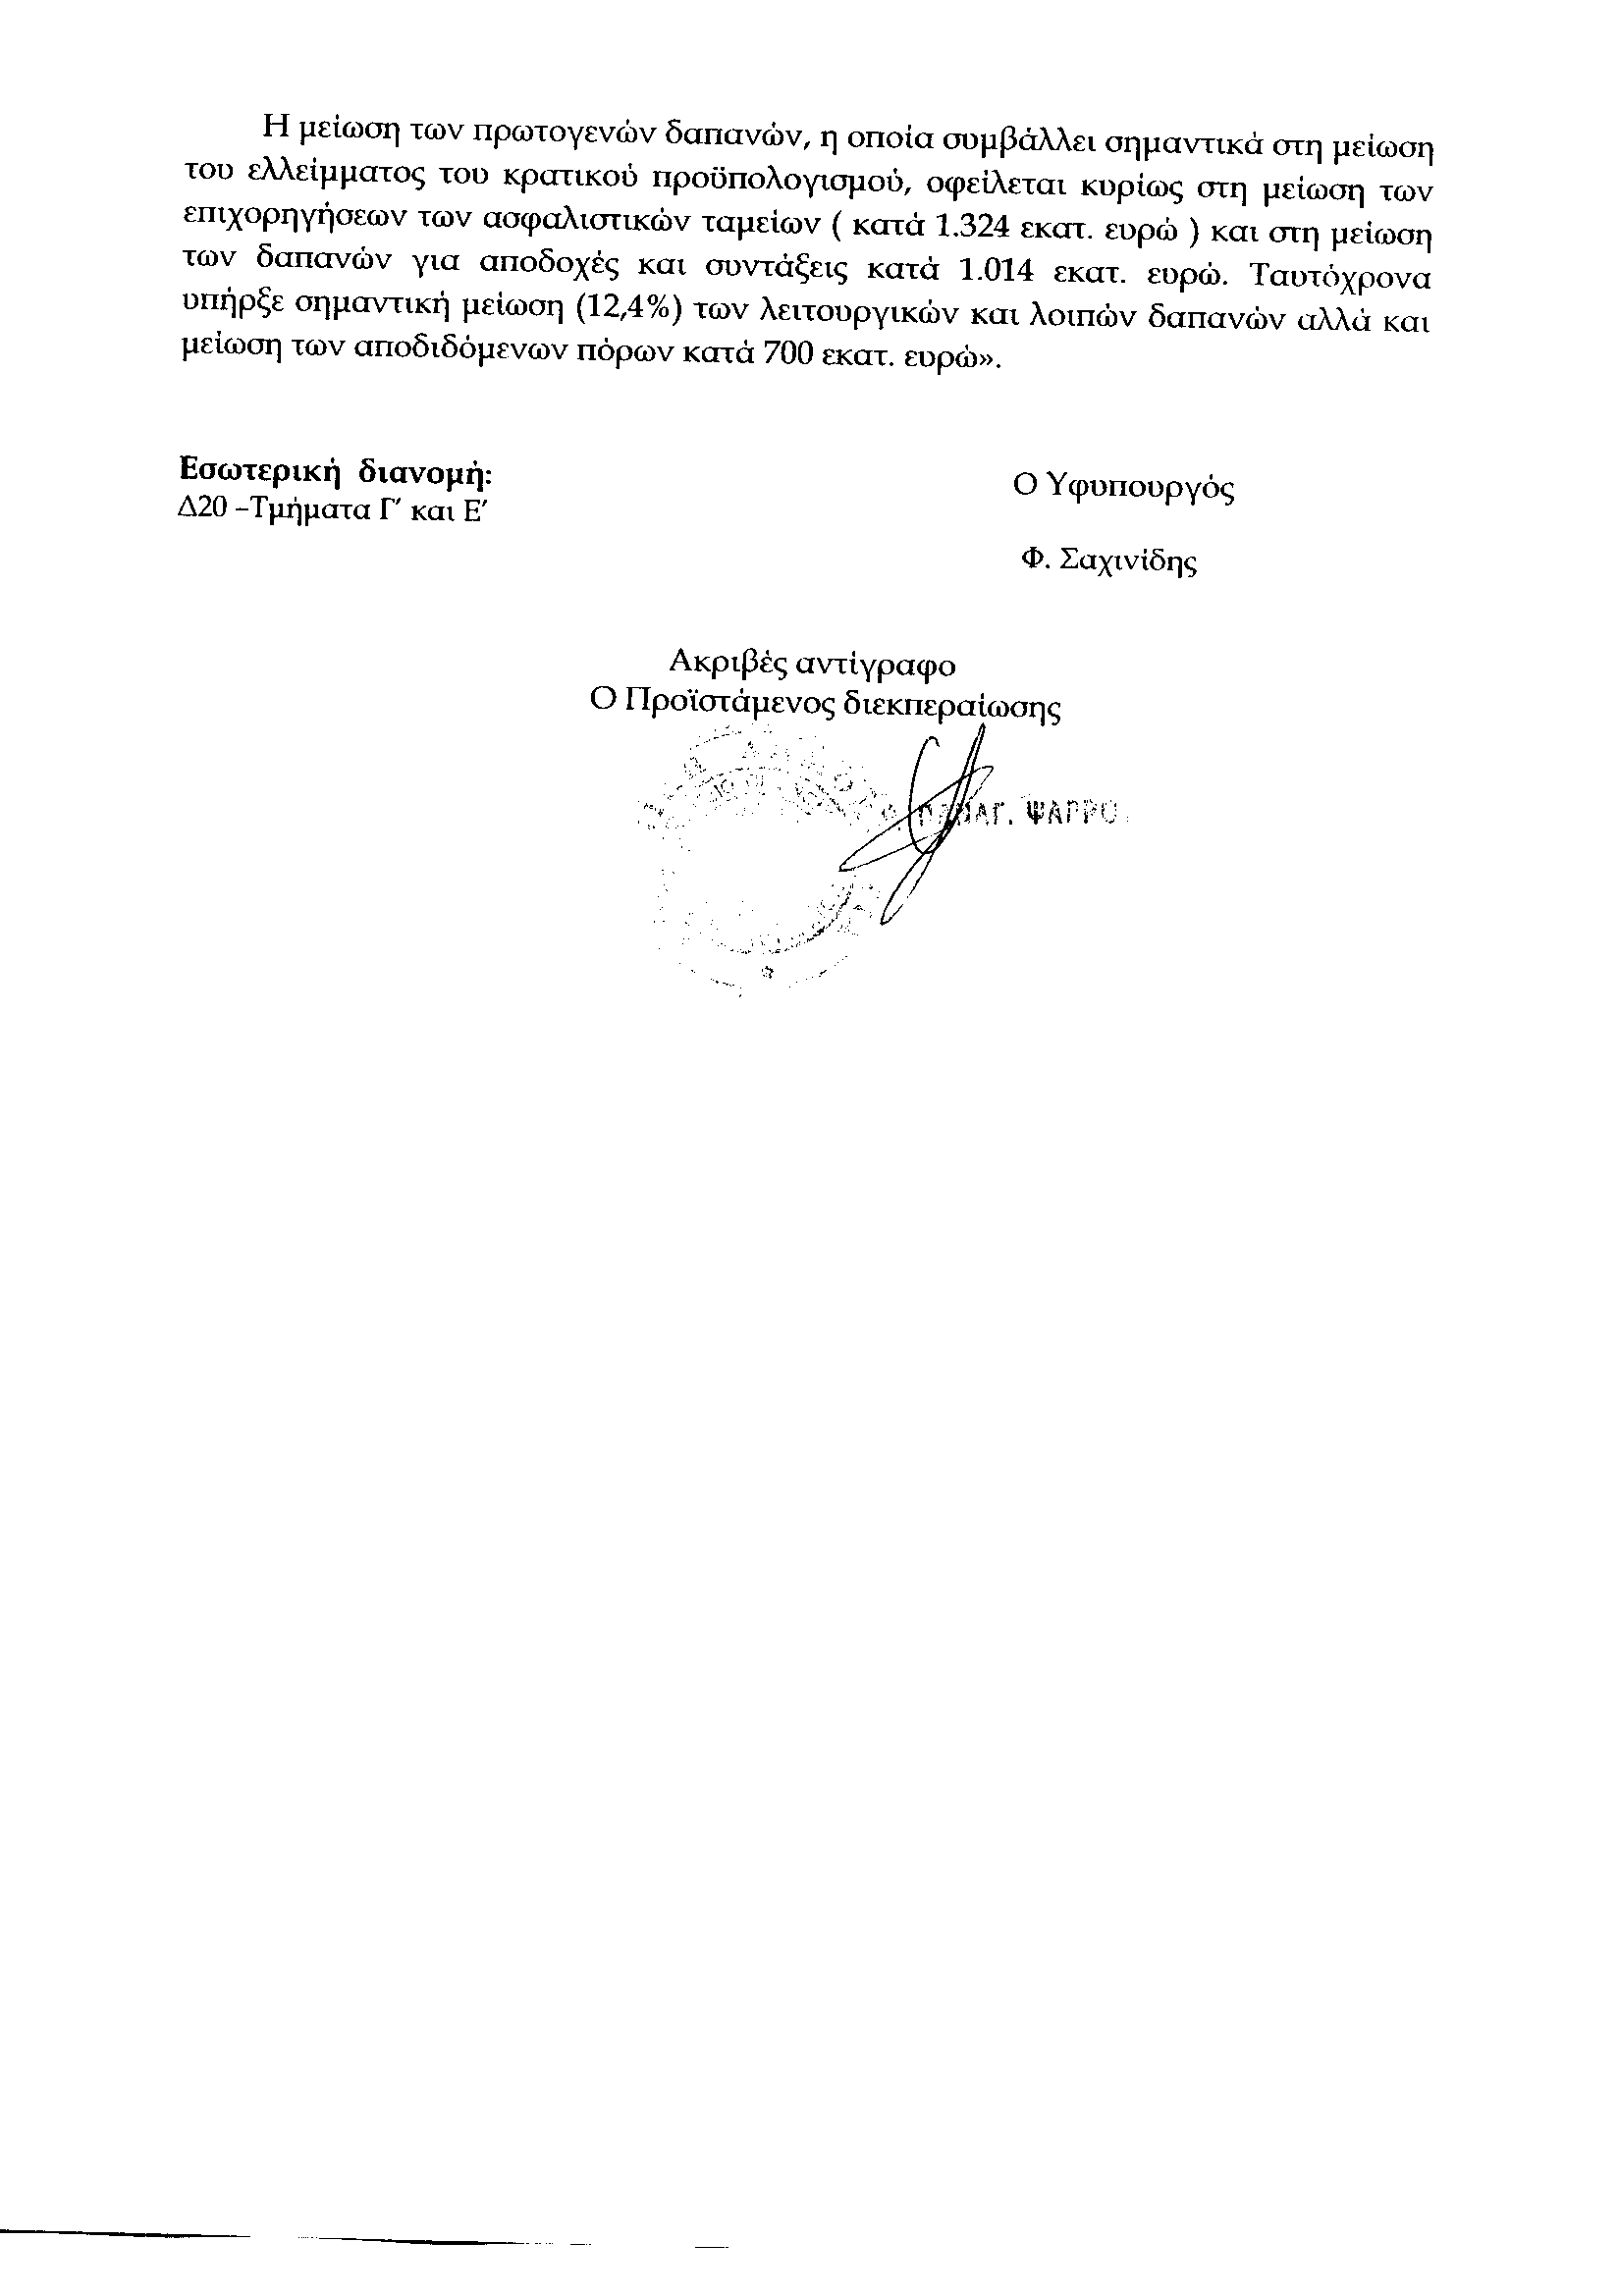 Η μείωση των πρωτογενών δαπανών, η οποία συμβάλλει σημαντικά στη μείωση
του ελλείμματος του κρατικού προϋπολογισμού, οφείλεται κυρίως στη μείωση των
επιχορηγήσεων των ασφαλιστικών ταμείων ( κατά 1.324 εκατ. ευρώ ) και στη μείωση
των δαπανών για αποδοχές και συντάξεις κατά 1.014 εκατ. ευρώ. Ταυτόχρονα
υπήρξε σημαντική μείωση (12,4%) των λειτουργικών και λοιπών δαπανών αλλά και
μείωση των αποδιδόμενων πόρων κατά 700 εκατ. ευρώ».
Εσωτερική διανομή:
Δ20 –Τμήματα Γ΄ και Ε΄
Ο Υφυπουργός
Φ. Σαχινίδης
Ακριβές αντίγραφο
Ο Προϊστάμενος διεκπεραίωσης